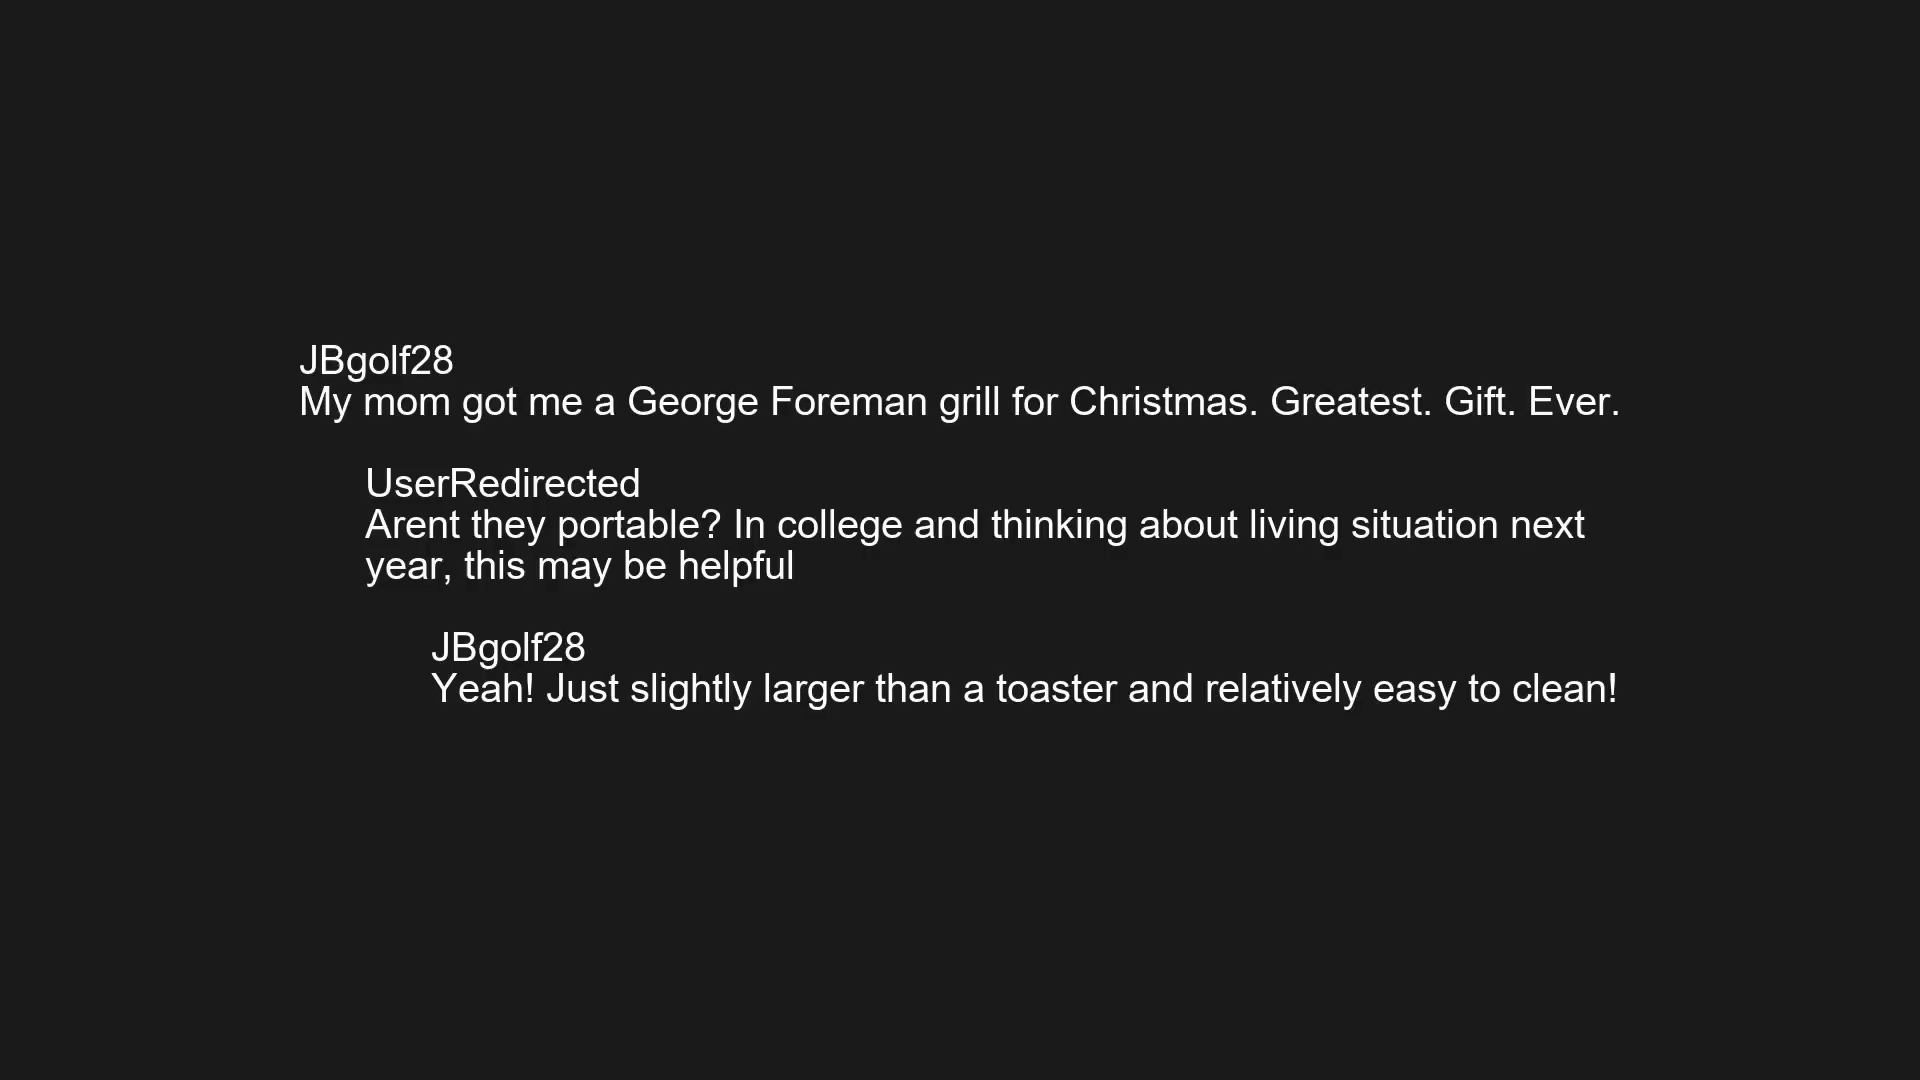 JBgolf28
My mom got me a George Foreman grill for Christmas. Greatest. Gift. Ever.
UserRedirected
Arent they portable? In college and thinking about living situation next
year, this may be helpful
JBgolf28
Yeah! Just slightly larger than a toaster and relatively easy to clean!